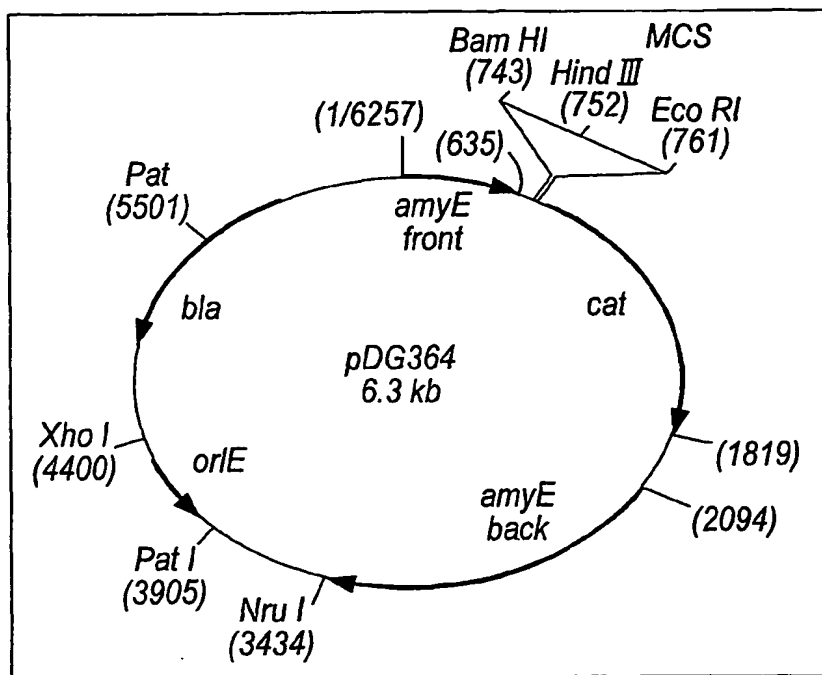 Bam HI
(743)
MCS
Hind III
(752)
Eco RI
(761)
(1/6257)
(635)
Pat
(5501)
amyE
front
bla
cat
pDG364
6.3 kb
Xho I
(4400)
orlE
(1819)
amyE
back
(2094)
Pat I
(3905)
Nru I
(3434)